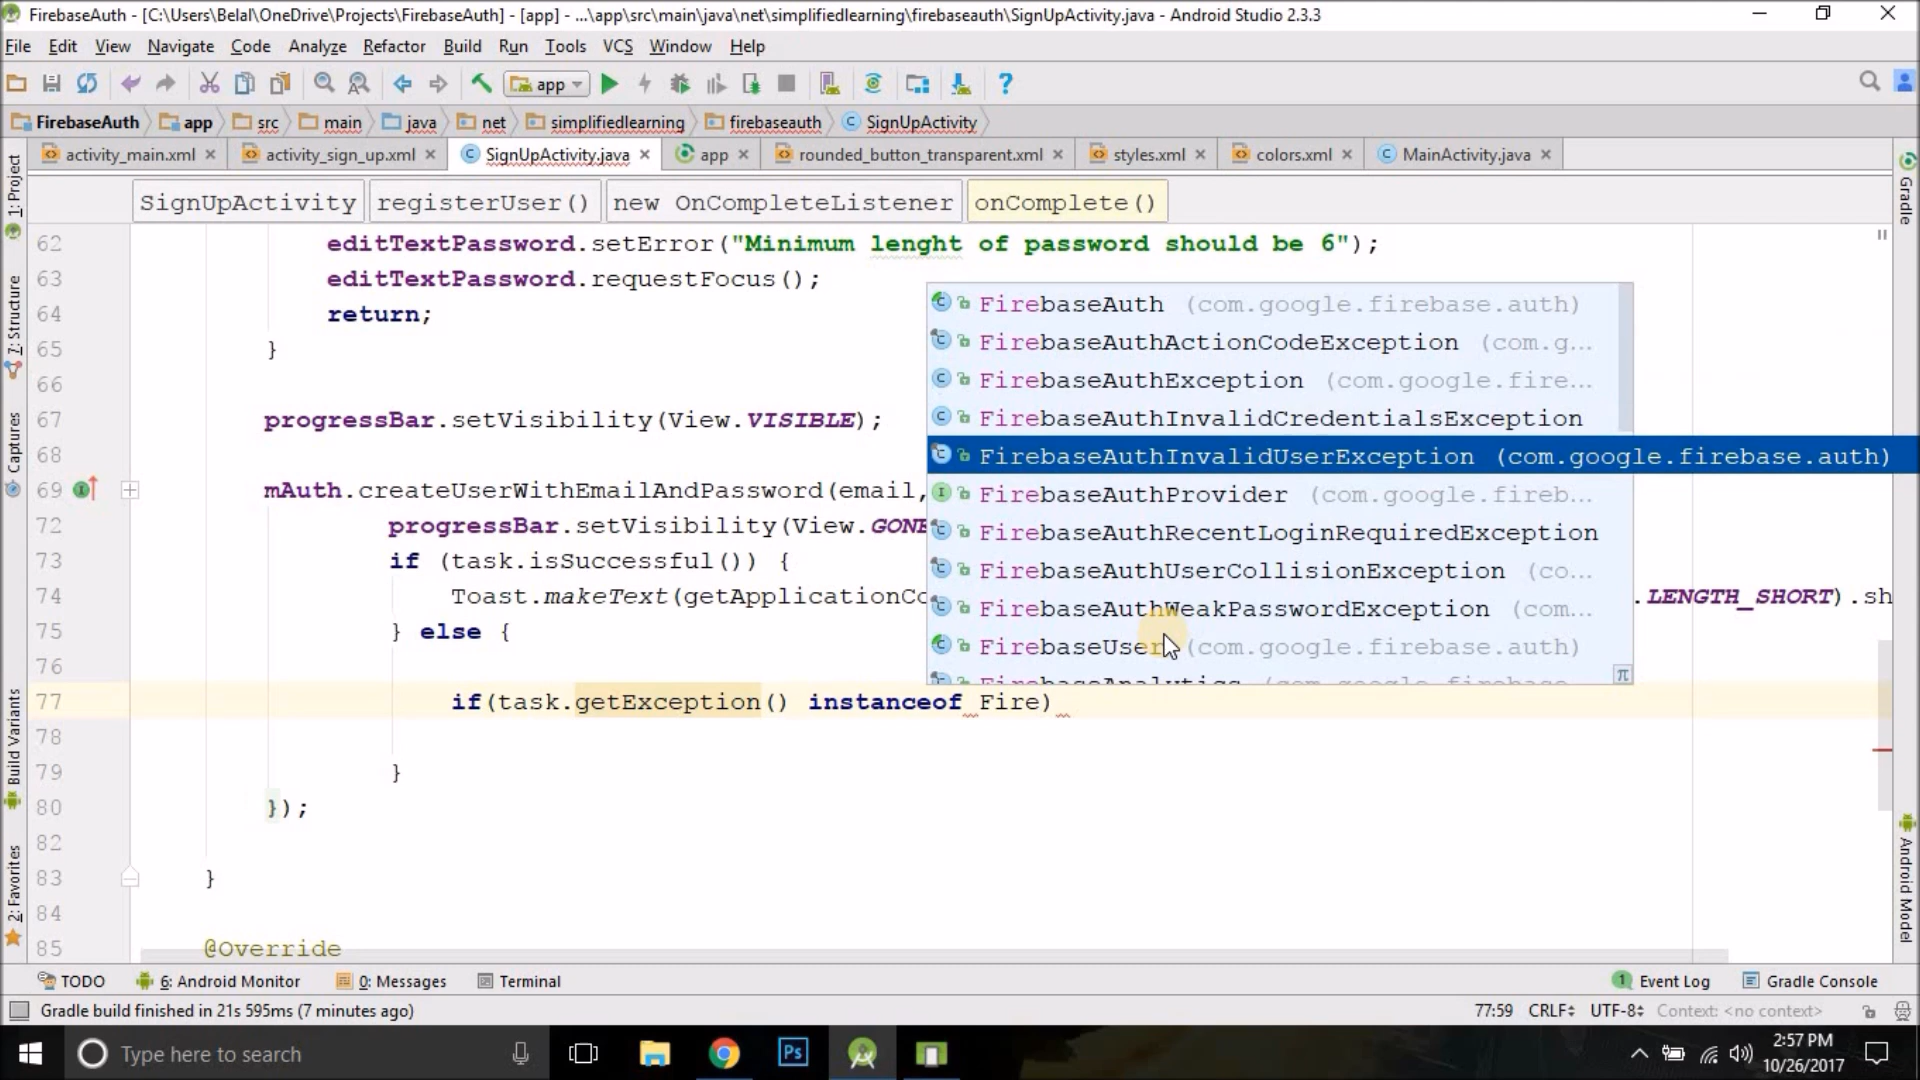 FirebaseAuth - [C:\Users\Belal\OneDrive\Projects\FirebaseAuth] - [app] - ...\app\src\main\java\net\simplifiedlearning\firebaseauth\SignUpActivity.java - Android Studio 2.3.3
File Edit View Navigate Code Analyze Refactor Build Run Tools VCS Window Help
app
FirebaseAuth app src main java net simplifiedlearning firebaseauth SignUpActivity
activity_main.xml activity_sign_up.xml SignUpActivity.java app rounded_button_transparent.xml styles.xml colors.xml MainActivity.java
SignUpActivity registerUser() new OnCompleteListener onComplete()
1: Project
7: Structure
Captures
Build Variants
2: Favorites
Gradle
Android Model
62 editTextPassword.setError("Minimum lenght of password should be 6");
63 editTextPassword.requestFocus();
64 return;
65 }
66
67 progressBar.setVisibility(View.VISIBLE);
68
69 mAuth.createUserWithEmailAndPassword(email,
72 progressBar.setVisibility(View.GONE
73 if (task.isSuccessful()) {
74 Toast.makeText(getApplicationCo .LENGTH_SHORT).sh
75 } else {
76
77 if(task.getException() instanceof Fire)
78
79 }
80 });
82
83 }
84
85 @Override
FirebaseAuth (com.google.firebase.auth)
FirebaseAuthActionCodeException (com.g...
FirebaseAuthException (com.google.fire...
FirebaseAuthInvalidCredentialsException
FirebaseAuthInvalidUserException (com.google.firebase.auth)
FirebaseAuthProvider (com.google.fireb...
FirebaseAuthRecentLoginRequiredException
FirebaseAuthUserCollisionException (co...
FirebaseAuthWeakPasswordException (com...
FirebaseUser (com.google.firebase.auth)
FirebaseAnalytics (com.google.firebase
π
TODO 6: Android Monitor 0: Messages Terminal 1 Event Log Gradle Console
Gradle build finished in 21s 595ms (7 minutes ago) 77:59 CRLF UTF-8 Context: <no context>
Type here to search Ps 2:57 PM
10/26/2017